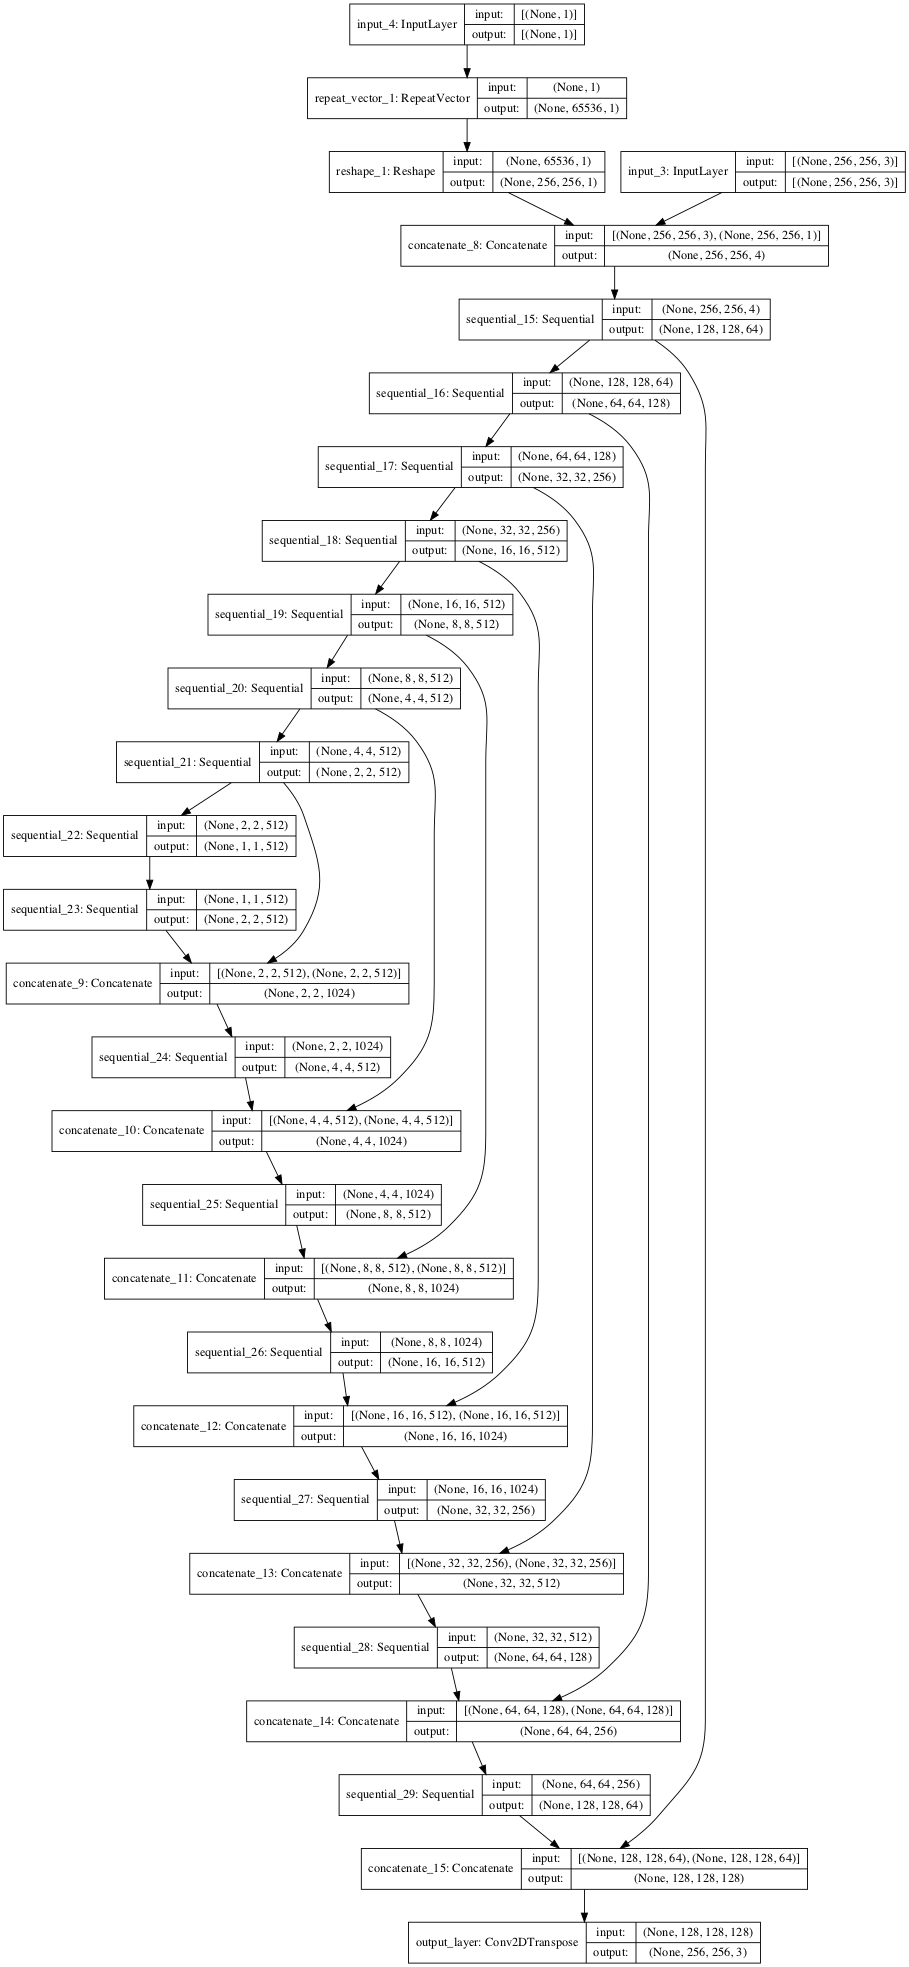 input_4: InputLayer
input: [(None, 1)]
output: [(None, 1)]
repeat_vector_1: RepeatVector
input: (None, 1)
output: (None, 65536, 1)
reshape_1: Reshape
input: (None, 65536, 1)
output: (None, 256, 256, 1)
input_3: InputLayer
input: [(None, 256, 256, 3)]
output: [(None, 256, 256, 3)]
concatenate_8: Concatenate
input: [(None, 256, 256, 3), (None, 256, 256, 1)]
output: (None, 256, 256, 4)
sequential_15: Sequential
input: (None, 256, 256, 4)
output: (None, 128, 128, 64)
sequential_16: Sequential
input: (None, 128, 128, 64)
output: (None, 64, 64, 128)
sequential_17: Sequential
input: (None, 64, 64, 128)
output: (None, 32, 32, 256)
sequential_18: Sequential
input: (None, 32, 32, 256)
output: (None, 16, 16, 512)
sequential_19: Sequential
input: (None, 16, 16, 512)
output: (None, 8, 8, 512)
sequential_20: Sequential
input: (None, 8, 8, 512)
output: (None, 4, 4, 512)
sequential_21: Sequential
input: (None, 4, 4, 512)
output: (None, 2, 2, 512)
sequential_22: Sequential
input: (None, 2, 2, 512)
output: (None, 1, 1, 512)
sequential_23: Sequential
input: (None, 1, 1, 512)
output: (None, 2, 2, 512)
concatenate_9: Concatenate
input: [(None, 2, 2, 512), (None, 2, 2, 512)]
output: (None, 2, 2, 1024)
sequential_24: Sequential
input: (None, 2, 2, 1024)
output: (None, 4, 4, 512)
concatenate_10: Concatenate
input: [(None, 4, 4, 512), (None, 4, 4, 512)]
output: (None, 4, 4, 1024)
sequential_25: Sequential
input: (None, 4, 4, 1024)
output: (None, 8, 8, 512)
concatenate_11: Concatenate
input: [(None, 8, 8, 512), (None, 8, 8, 512)]
output: (None, 8, 8, 1024)
sequential_26: Sequential
input: (None, 8, 8, 1024)
output: (None, 16, 16, 512)
concatenate_12: Concatenate
input: [(None, 16, 16, 512), (None, 16, 16, 512)]
output: (None, 16, 16, 1024)
sequential_27: Sequential
input: (None, 16, 16, 1024)
output: (None, 32, 32, 256)
concatenate_13: Concatenate
input: [(None, 32, 32, 256), (None, 32, 32, 256)]
output: (None, 32, 32, 512)
sequential_28: Sequential
input: (None, 32, 32, 512)
output: (None, 64, 64, 128)
concatenate_14: Concatenate
input: [(None, 64, 64, 128), (None, 64, 64, 128)]
output: (None, 64, 64, 256)
sequential_29: Sequential
input: (None, 64, 64, 256)
output: (None, 128, 128, 64)
concatenate_15: Concatenate
input: [(None, 128, 128, 64), (None, 128, 128, 64)]
output: (None, 128, 128, 128)
output_layer: Conv2DTranspose
input: (None, 128, 128, 128)
output: (None, 256, 256, 3)